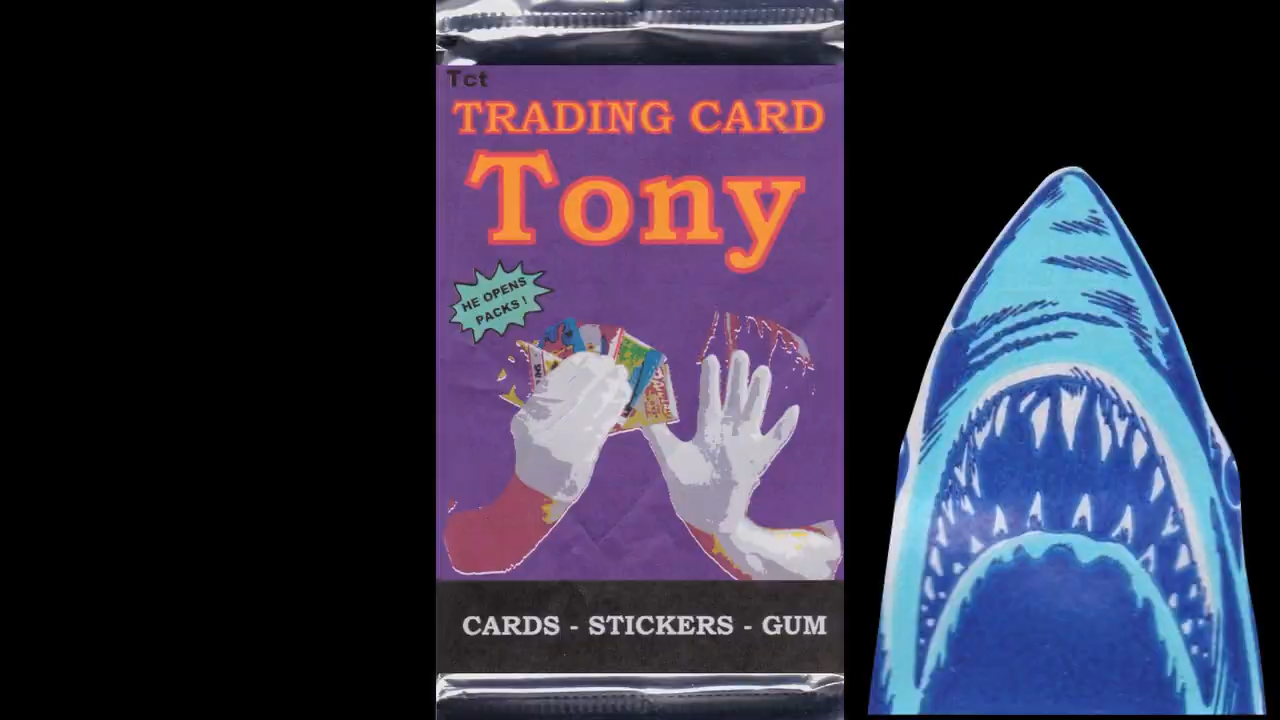 Tct
TRADING CARD
Tony
HE OPENS
PACKS !
CARDS - STICKERS - GUM